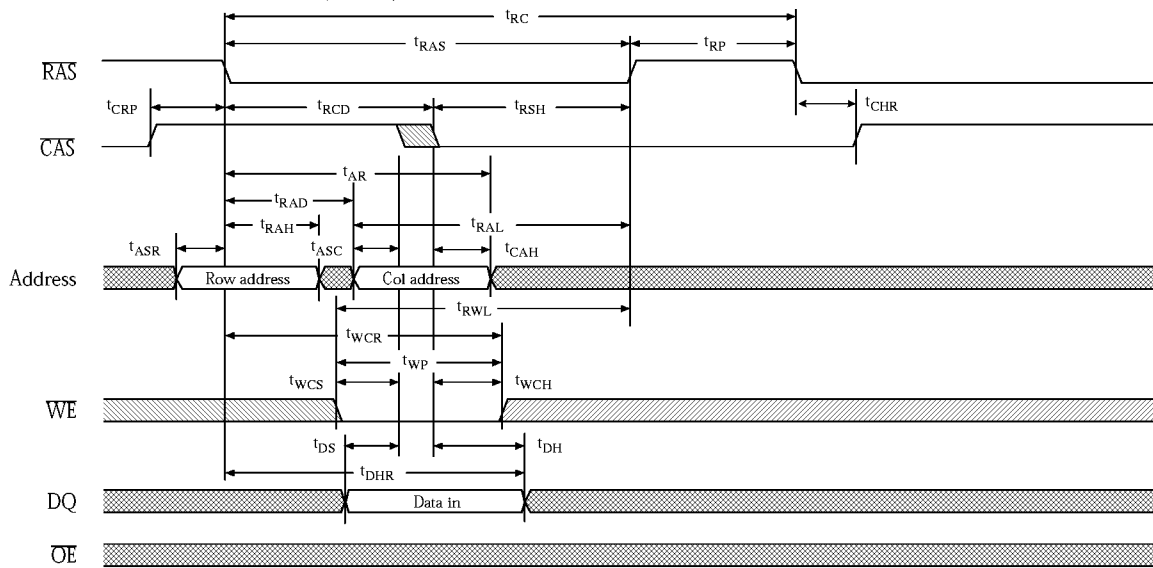 tRC
tRAS
tRP
RAS
tCRP
tRCD
tRSH
tCHR
CAS
tAR
tRAD
tRAH
tRAL
tASR
tASC
tCAH
Address
Row address
Col address
tRWL
tWCR
tWP
tWCS
tWCH
WE
tDS
tDH
tDHR
DQ
Data in
OE